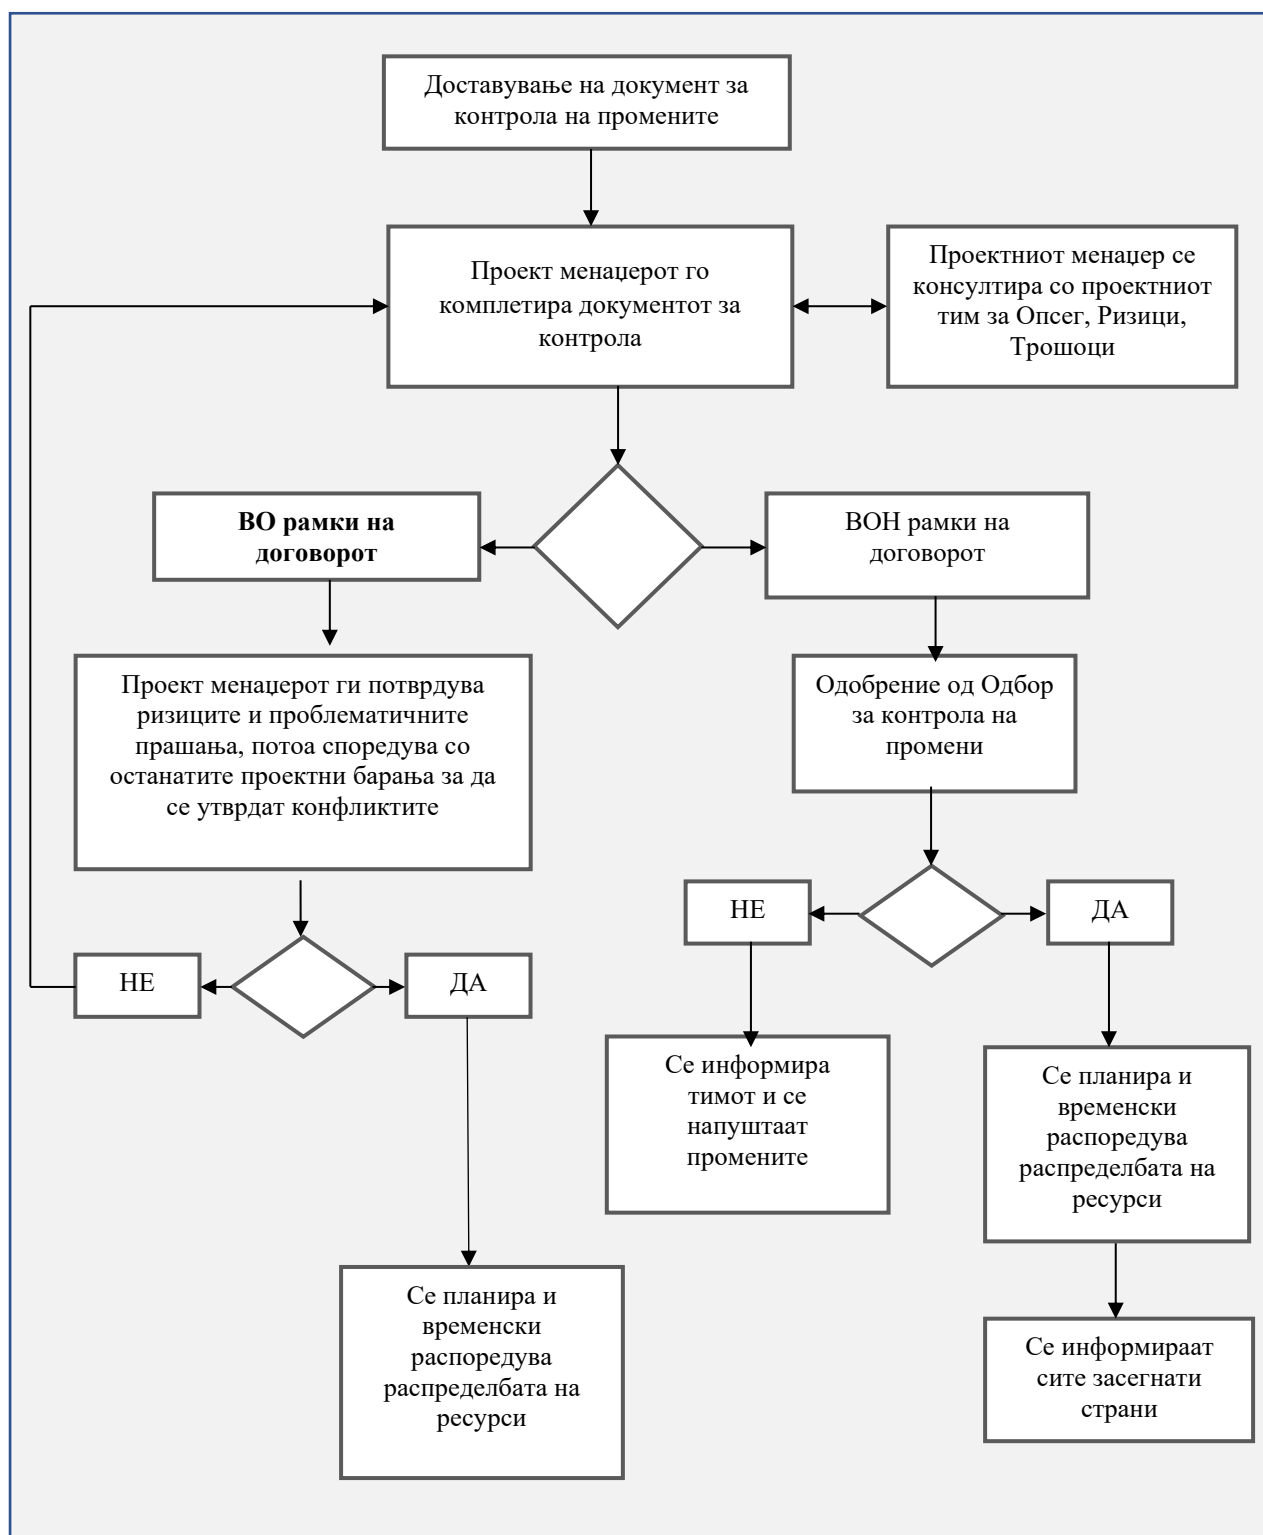 Доставување на документ за
контрола на промените
Проект менаџерот го
комплетира документот за
контрола
Проектниот менаџер се
консултира со проектниот
тим за Опсег, Ризици,
Трошоци
ВО рамки на
договорот
ВОН рамки на
договорот
Проект менаџерот ги потврдува
ризиците и проблематичните
прашања, потоа споредува со
останатите проектни барања за да
се утврдат конфликтите
Одобрение од Одбор
за контрола на
промени
НЕ
ДА
НЕ
ДА
Се информира
тимот и се
напуштаат
промените
Се планира и
временски
распоредува
распределбата на
ресурси
Се планира и
временски
распоредува
распределбата на
ресурси
Се информираат
сите засегнати
страни